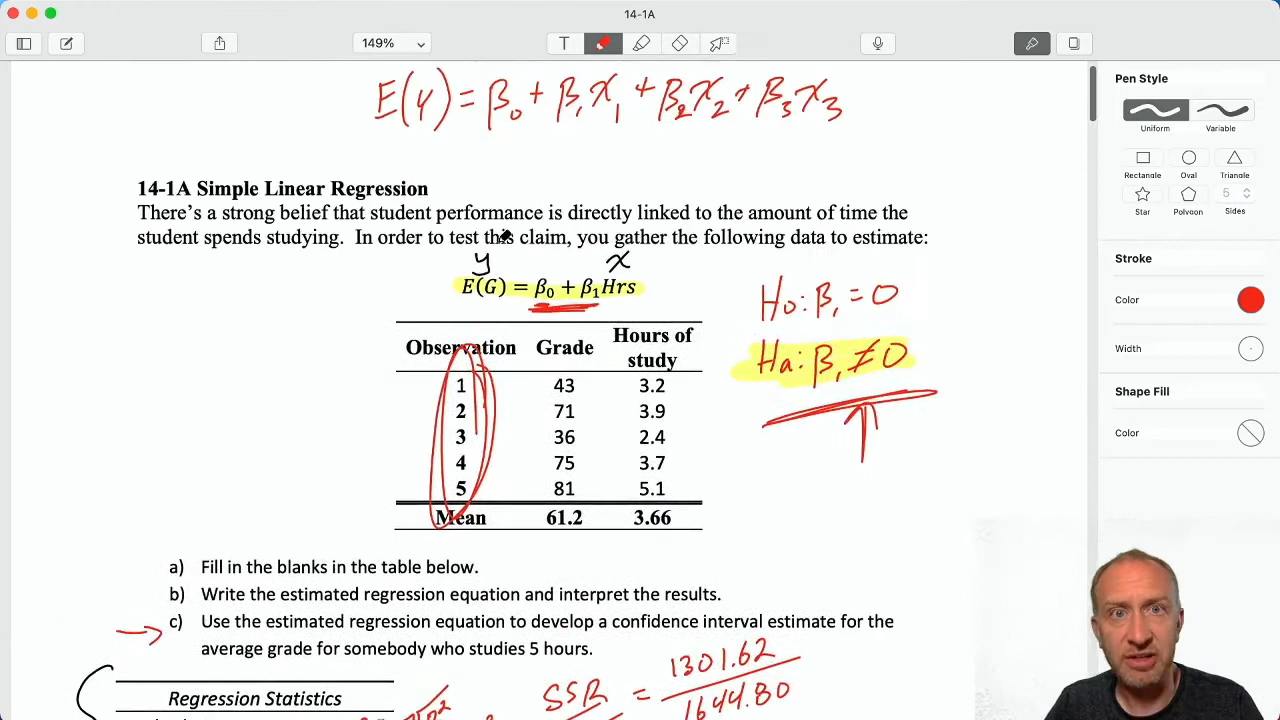 14-1A
149%
T
E(y) = β₀ + β₁x₁ + β₂x₂ + β₃x₃
Pen Style
Uniform Variable
Rectangle Oval Triangle
Star Polygon 5 Sides
Stroke
Color
Width
Shape Fill
Color
14-1A Simple Linear Regression
There's a strong belief that student performance is directly linked to the amount of time the
student spends studying. In order to test this claim, you gather the following data to estimate:
y x
E(G) = β₀ + β₁Hrs
Ho: β₁ = 0
Ha: β₁ ≠ 0
Observation Grade Hours of study
1 43 3.2
2 71 3.9
3 36 2.4
4 75 3.7
5 81 5.1
Mean 61.2 3.66
a) Fill in the blanks in the table below.
b) Write the estimated regression equation and interpret the results.
c) Use the estimated regression equation to develop a confidence interval estimate for the
average grade for somebody who studies 5 hours.
Regression Statistics
SSR = 1301.62
1644.80